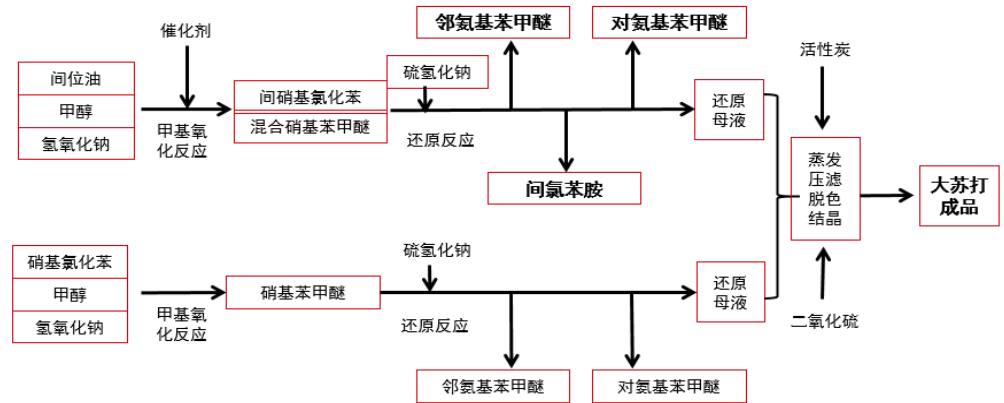 催化剂
邻氨基苯甲醚
对氨基苯甲醚
活性炭
间位油
甲醇
氢氧化钠
甲基氧
化反应
间硝基氯化苯
混合硝基苯甲醚
硫氢化钠
还原反应
间氯苯胺
还原
母液
蒸发
压滤
脱色
结晶
大苏打
成品
硝基氯化苯
甲醇
氢氧化钠
甲基氧
化反应
硝基苯甲醚
硫氢化钠
还原反应
还原
母液
二氧化硫
邻氨基苯甲醚
对氨基苯甲醚